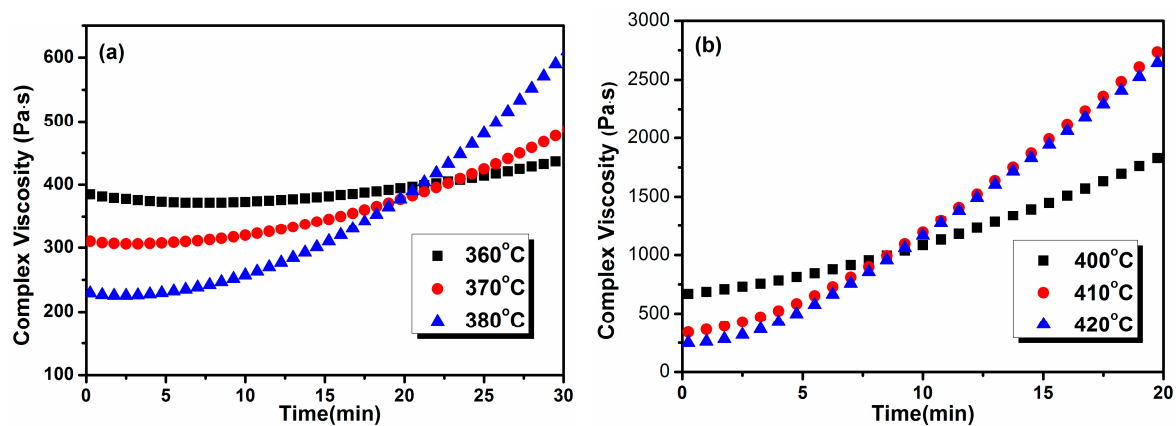 (a)
Complex Viscosity (Pa·s)
600
500
400
300
200
100
360°C
370°C
380°C
0 5 10 15 20 25 30
Time(min)
(b)
Complex Viscosity (Pa·s)
3000
2500
2000
1500
1000
500
0
400°C
410°C
420°C
0 5 10 15 20
Time(min)